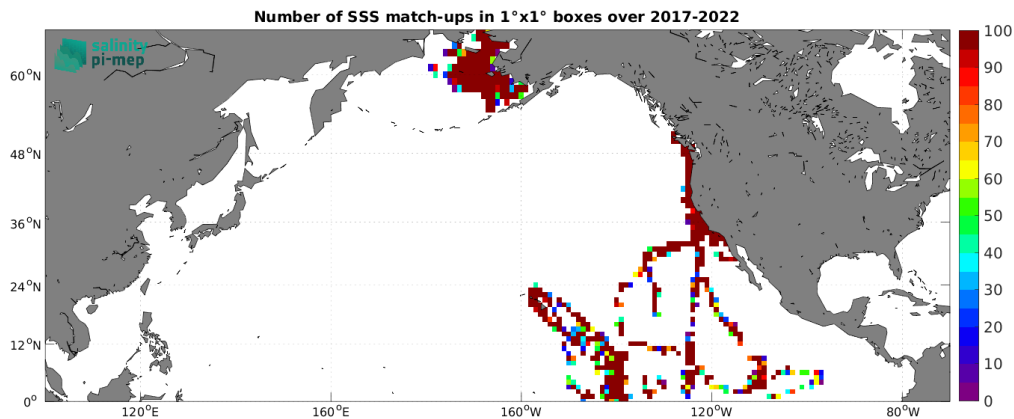 Number of SSS match-ups in 1°x1° boxes over 2017-2022
salinity
pi-mep
60°N
48°N
36°N
24°N
12°N
0°
120°E
160°E
160°W
120°W
80°W
100
90
80
70
60
50
40
30
20
10
0